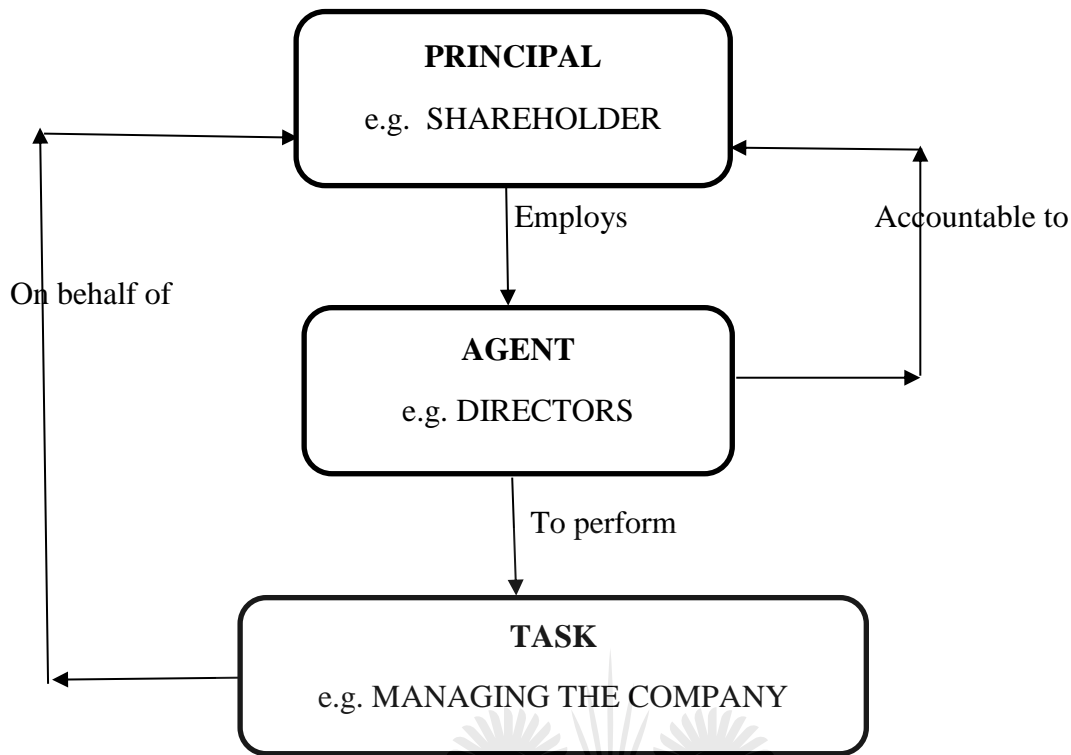 PRINCIPAL
e.g. SHAREHOLDER
Employs
Accountable to
On behalf of
AGENT
e.g. DIRECTORS
To perform
TASK
e.g. MANAGING THE COMPANY